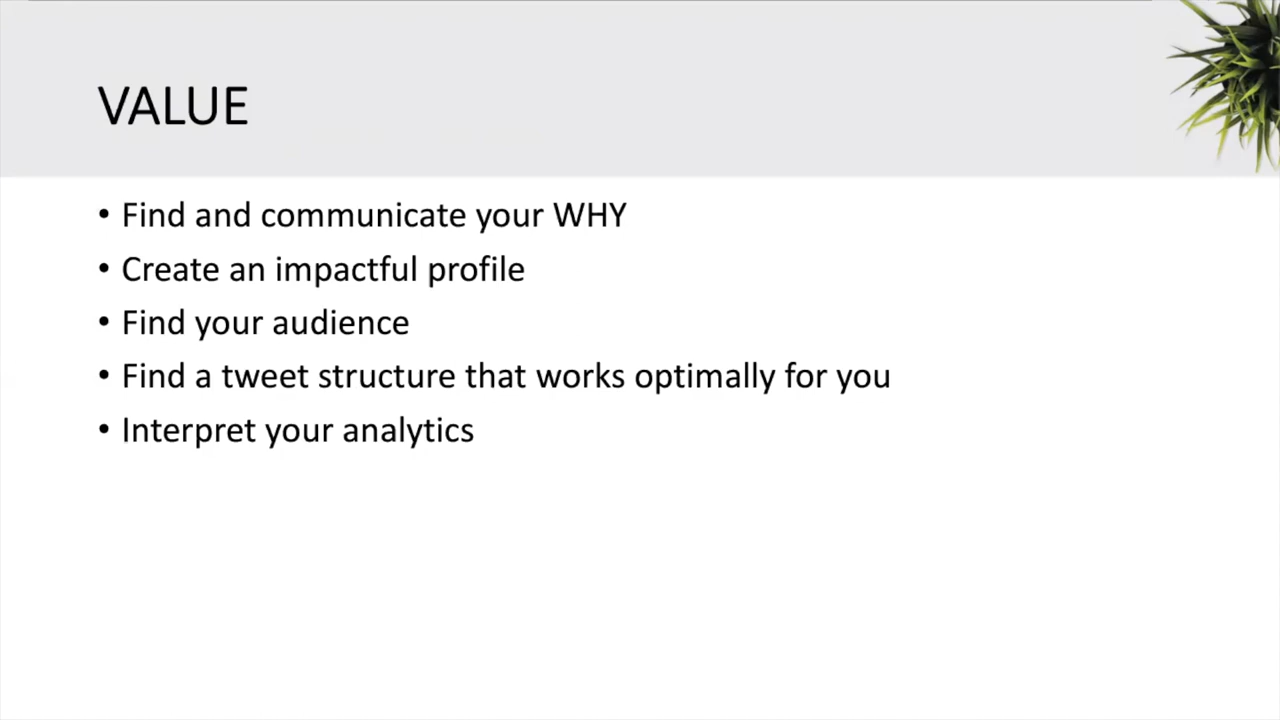 VALUE
• Find and communicate your WHY
• Create an impactful profile
• Find your audience
• Find a tweet structure that works optimally for you
• Interpret your analytics